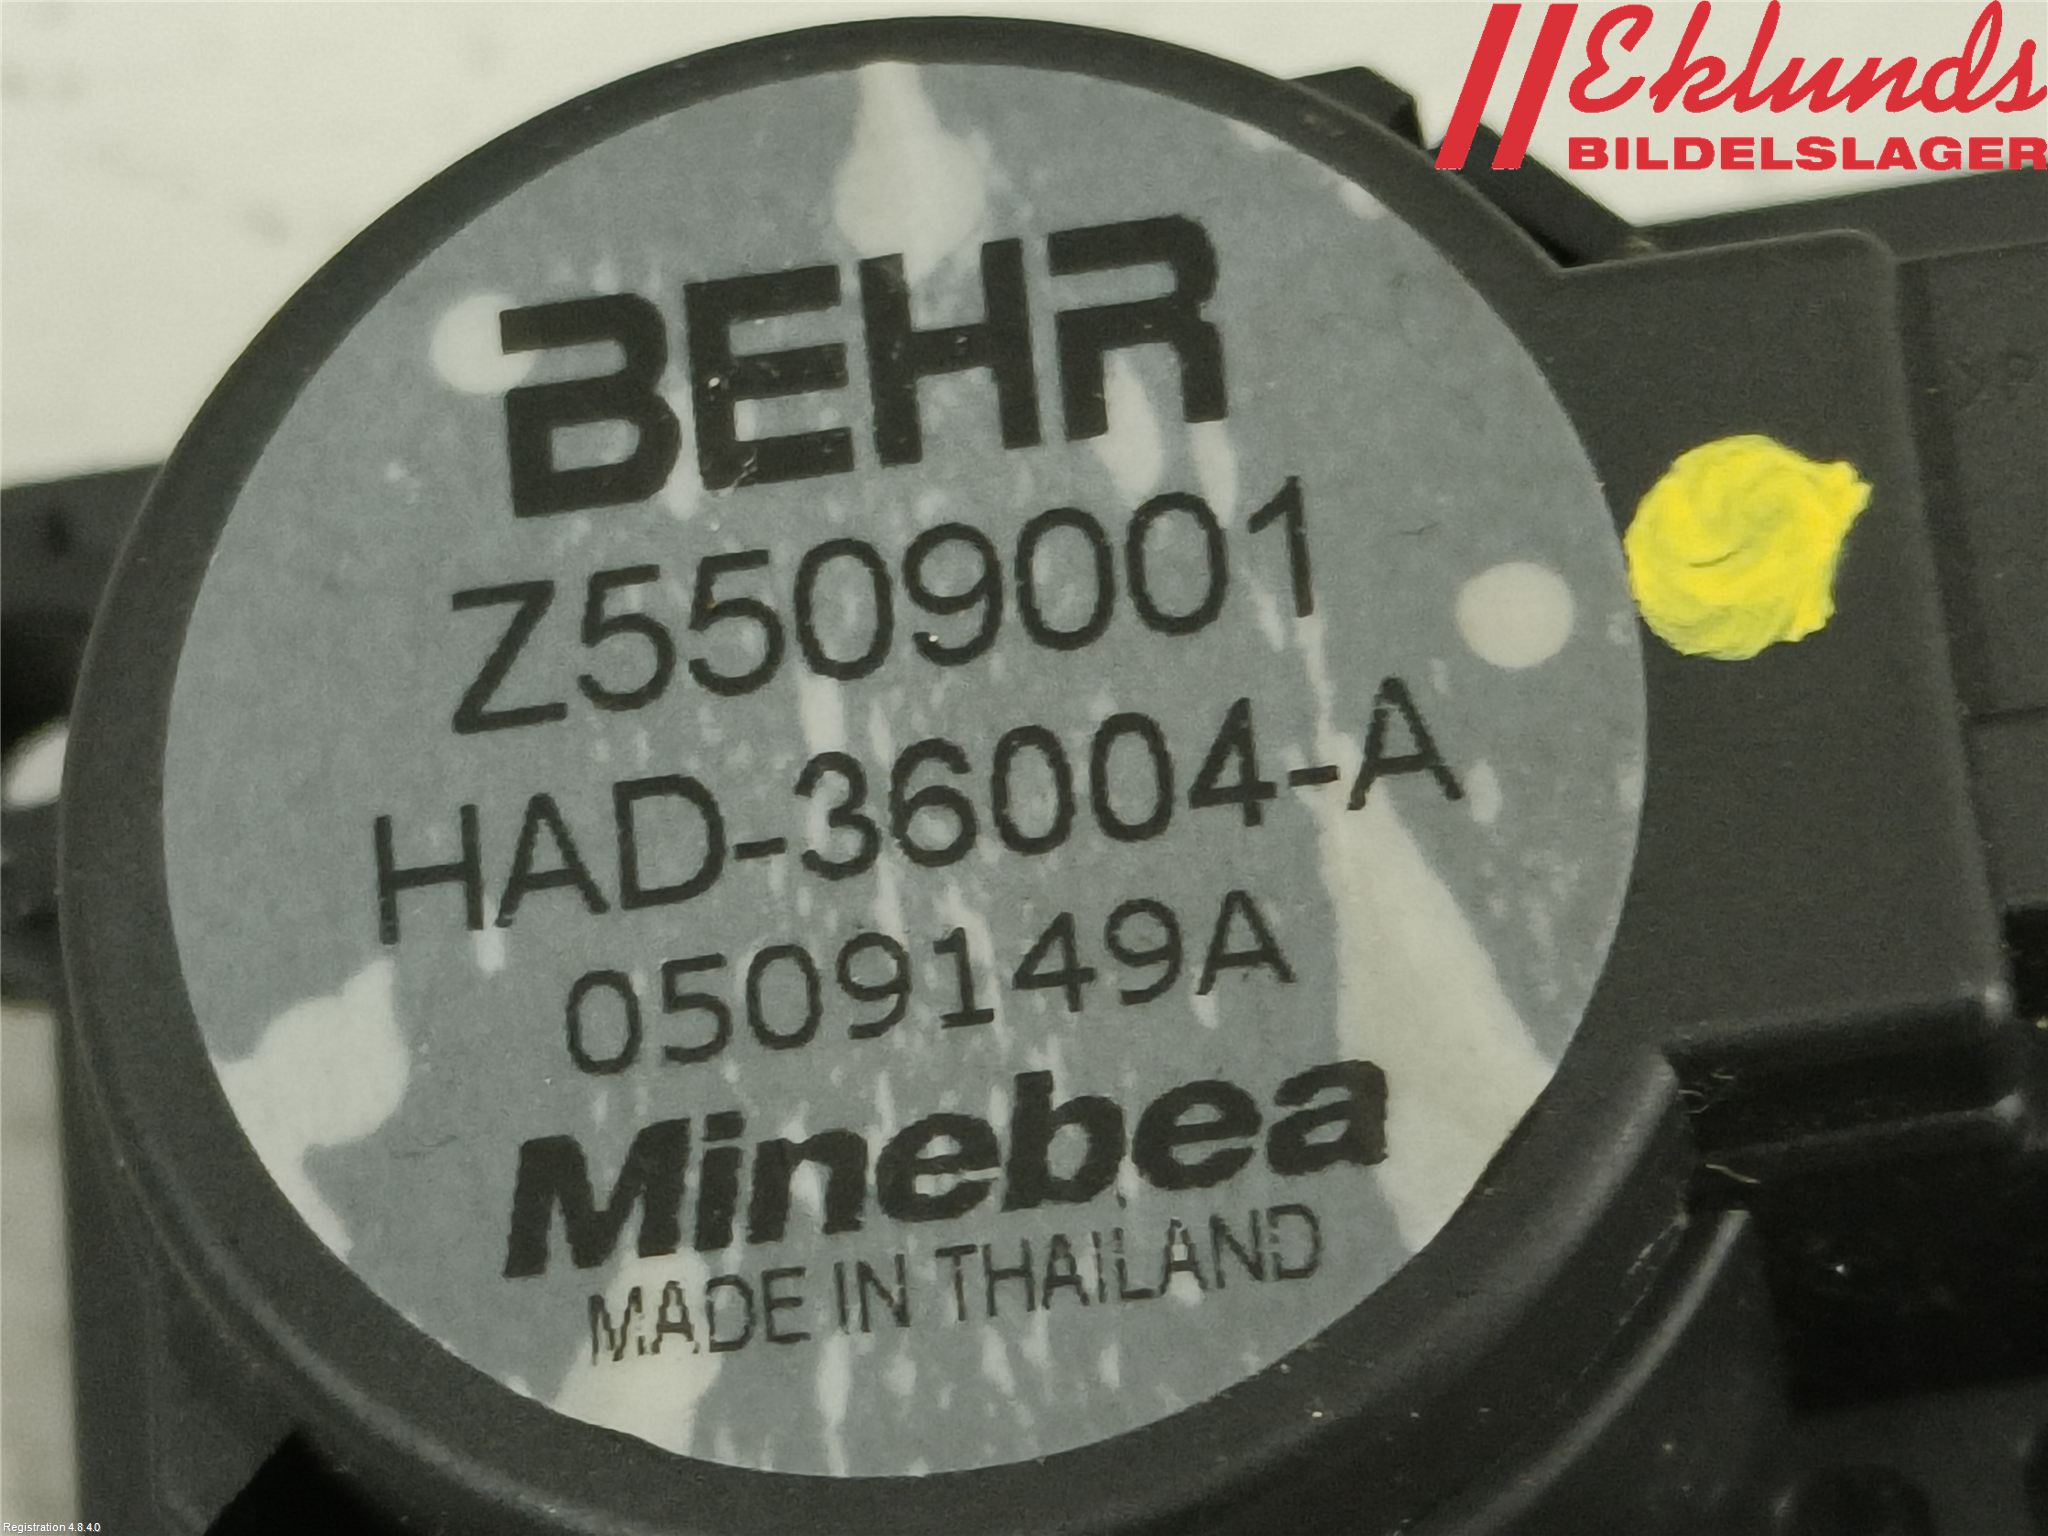 Eklunds
BILDELSLAGER
BEHR
Z5509001
HAD-36004-A
0509149A
Minebea
MADE IN THAILAND
Registration 4.8.4.0